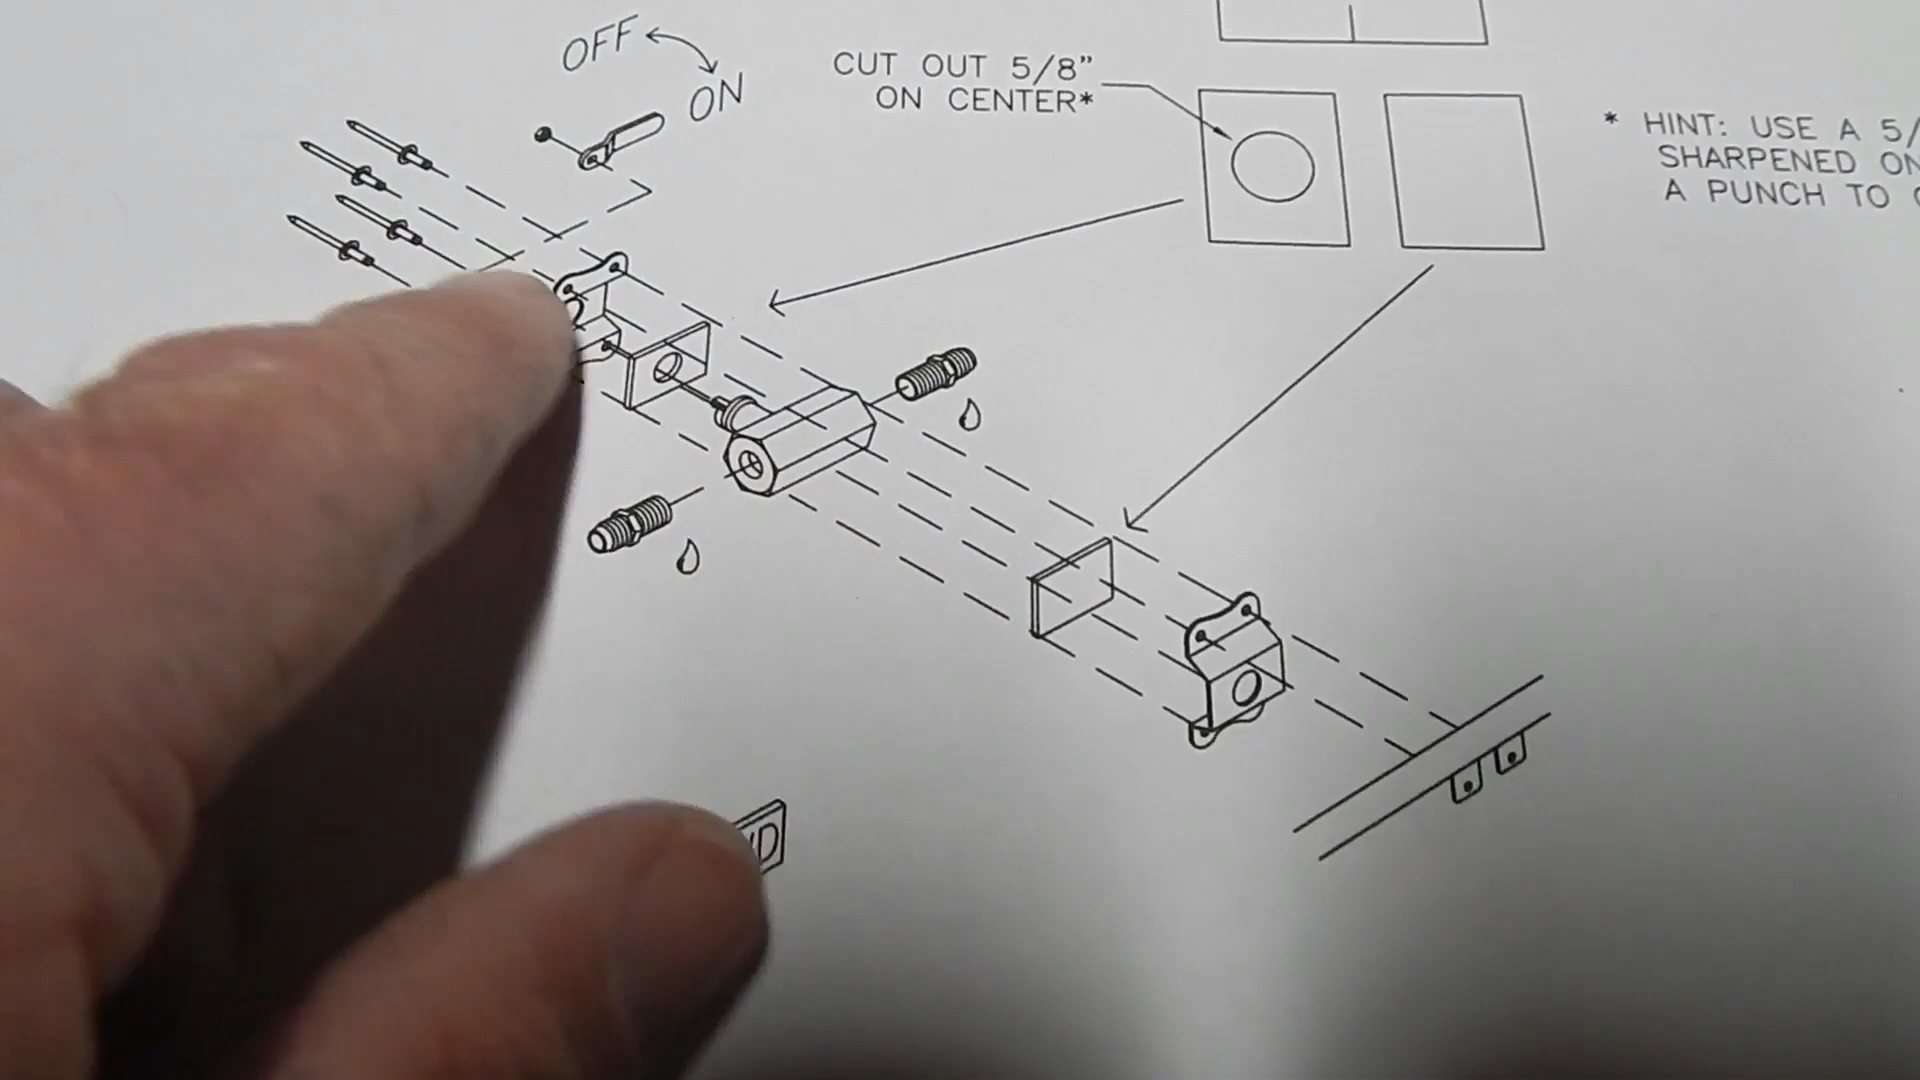 OFF
ON
CUT OUT 5/8”
ON CENTER*
* HINT: USE A 5/
SHARPENED ON
A PUNCH TO